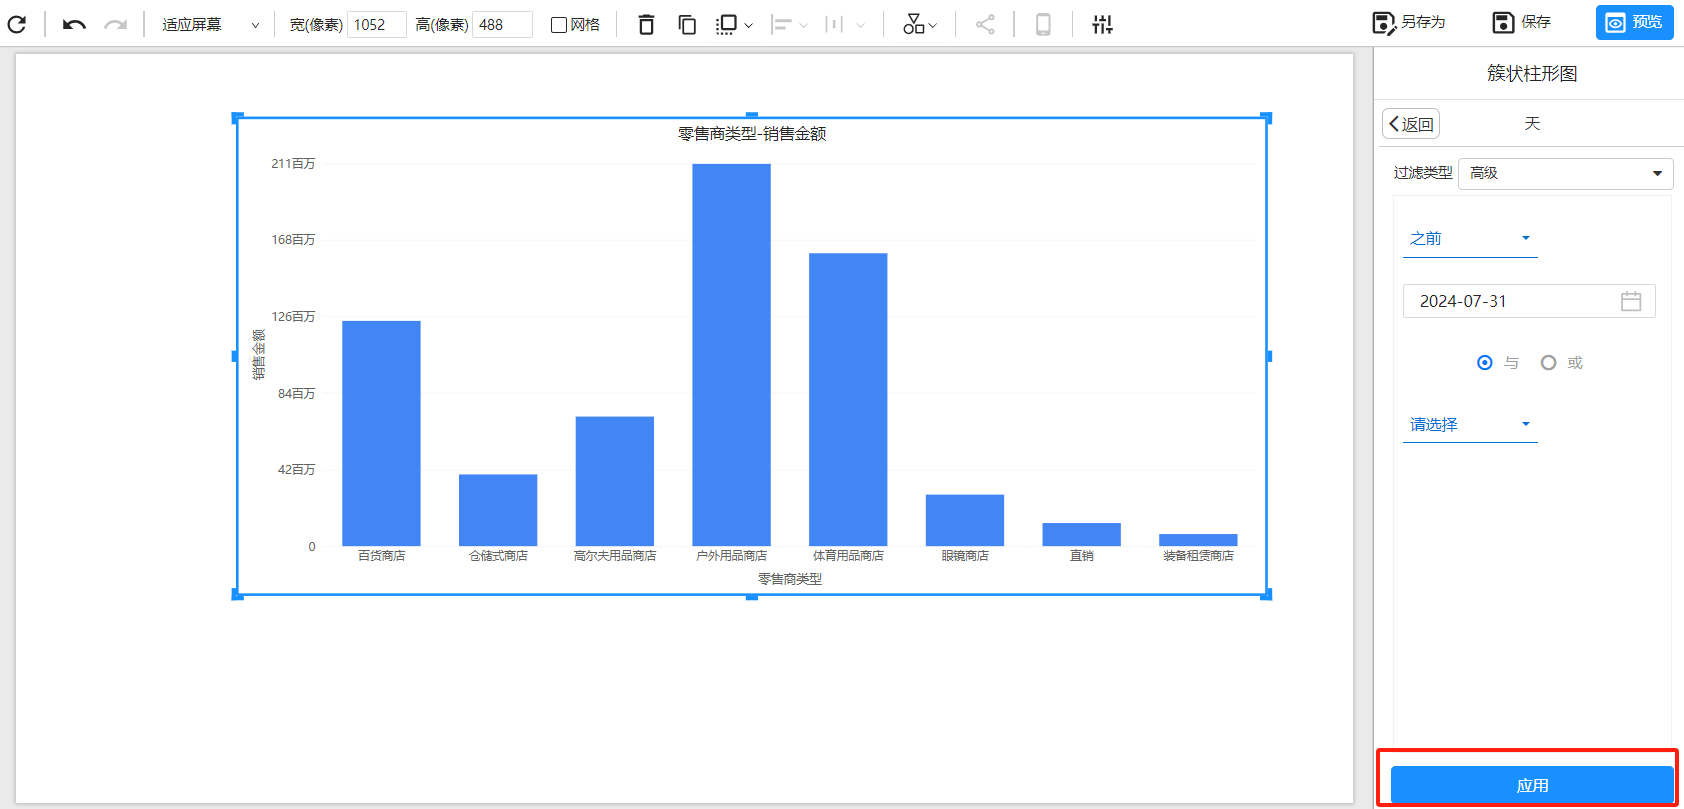 适应屏幕 宽(像素) 1052 高(像素) 488 网格 另存为 保存 预览
簇状柱形图
返回 天
过滤类型 高级
之前
2024-07-31
与 或
请选择
应用
零售商类型-销售金额
211百万
168百万
126百万
84百万
42百万
0
销售金额
百货商店 仓储式商店 高尔夫用品商店 户外用品商店 体育用品商店 眼镜商店 直销 装备租赁商店
零售商类型